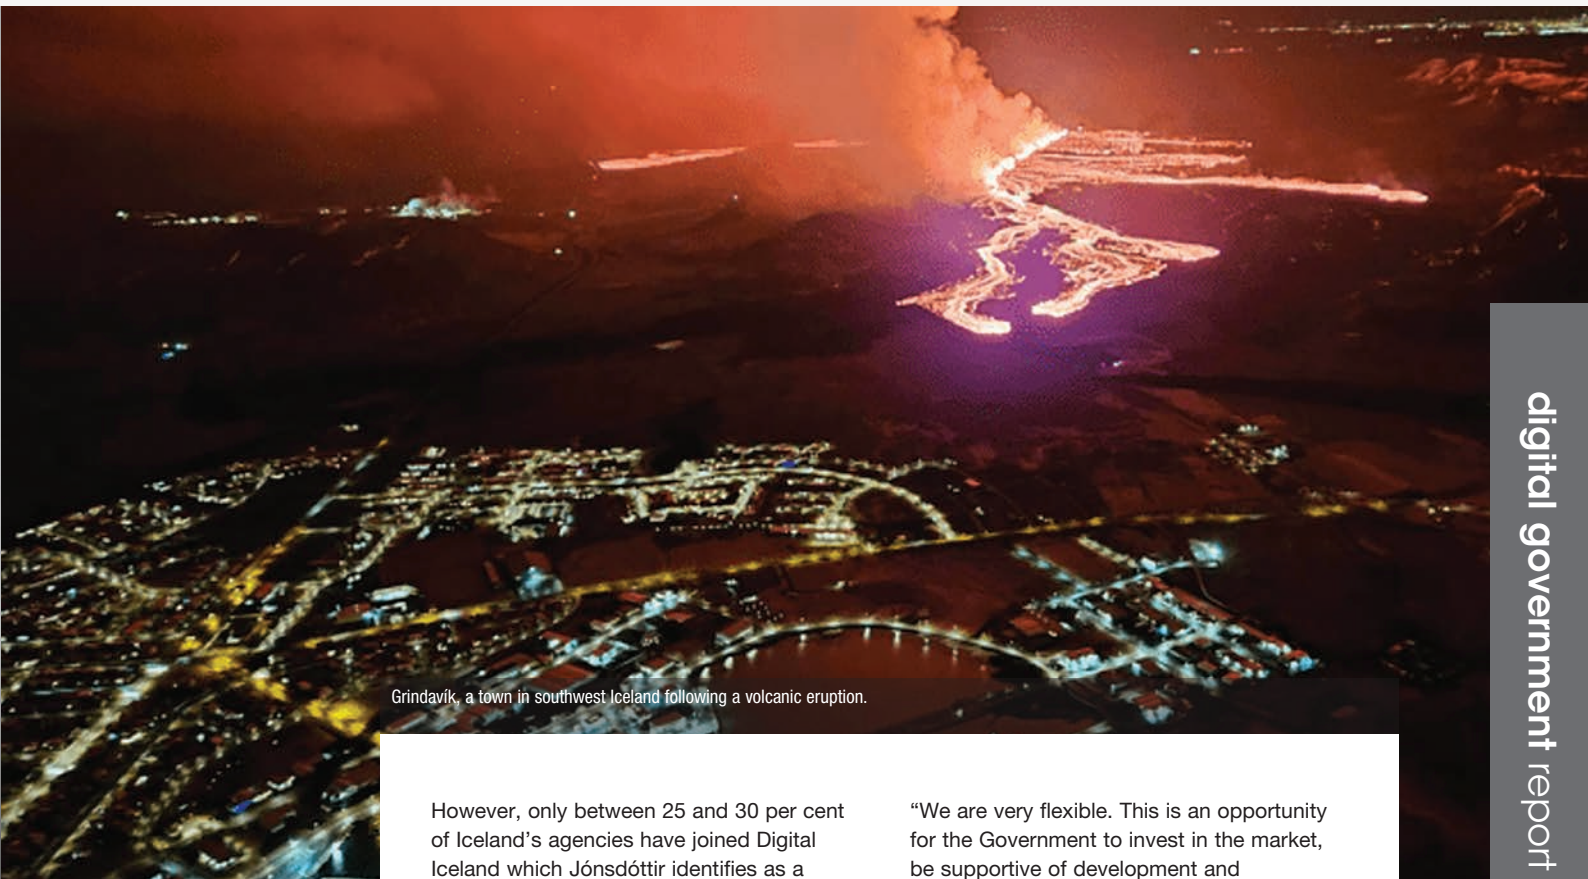 Grindavík, a town in southwest Iceland following a volcanic eruption.
However, only between 25 and 30 per cent
of Iceland’s agencies have joined Digital
Iceland which Jónsdóttir identifies as a
“We are very flexible. This is an opportunity
for the Government to invest in the market,
be supportive of development and
digital government report